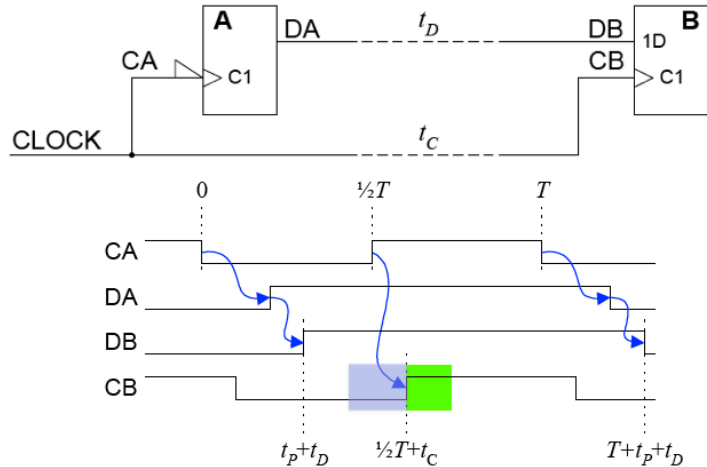 A DA t_D DB B
1D
CA CB
C1 C1
CLOCK t_C
0 ½T T
CA
DA
DB
CB
t_P+t_D ½T+t_C T+t_P+t_D